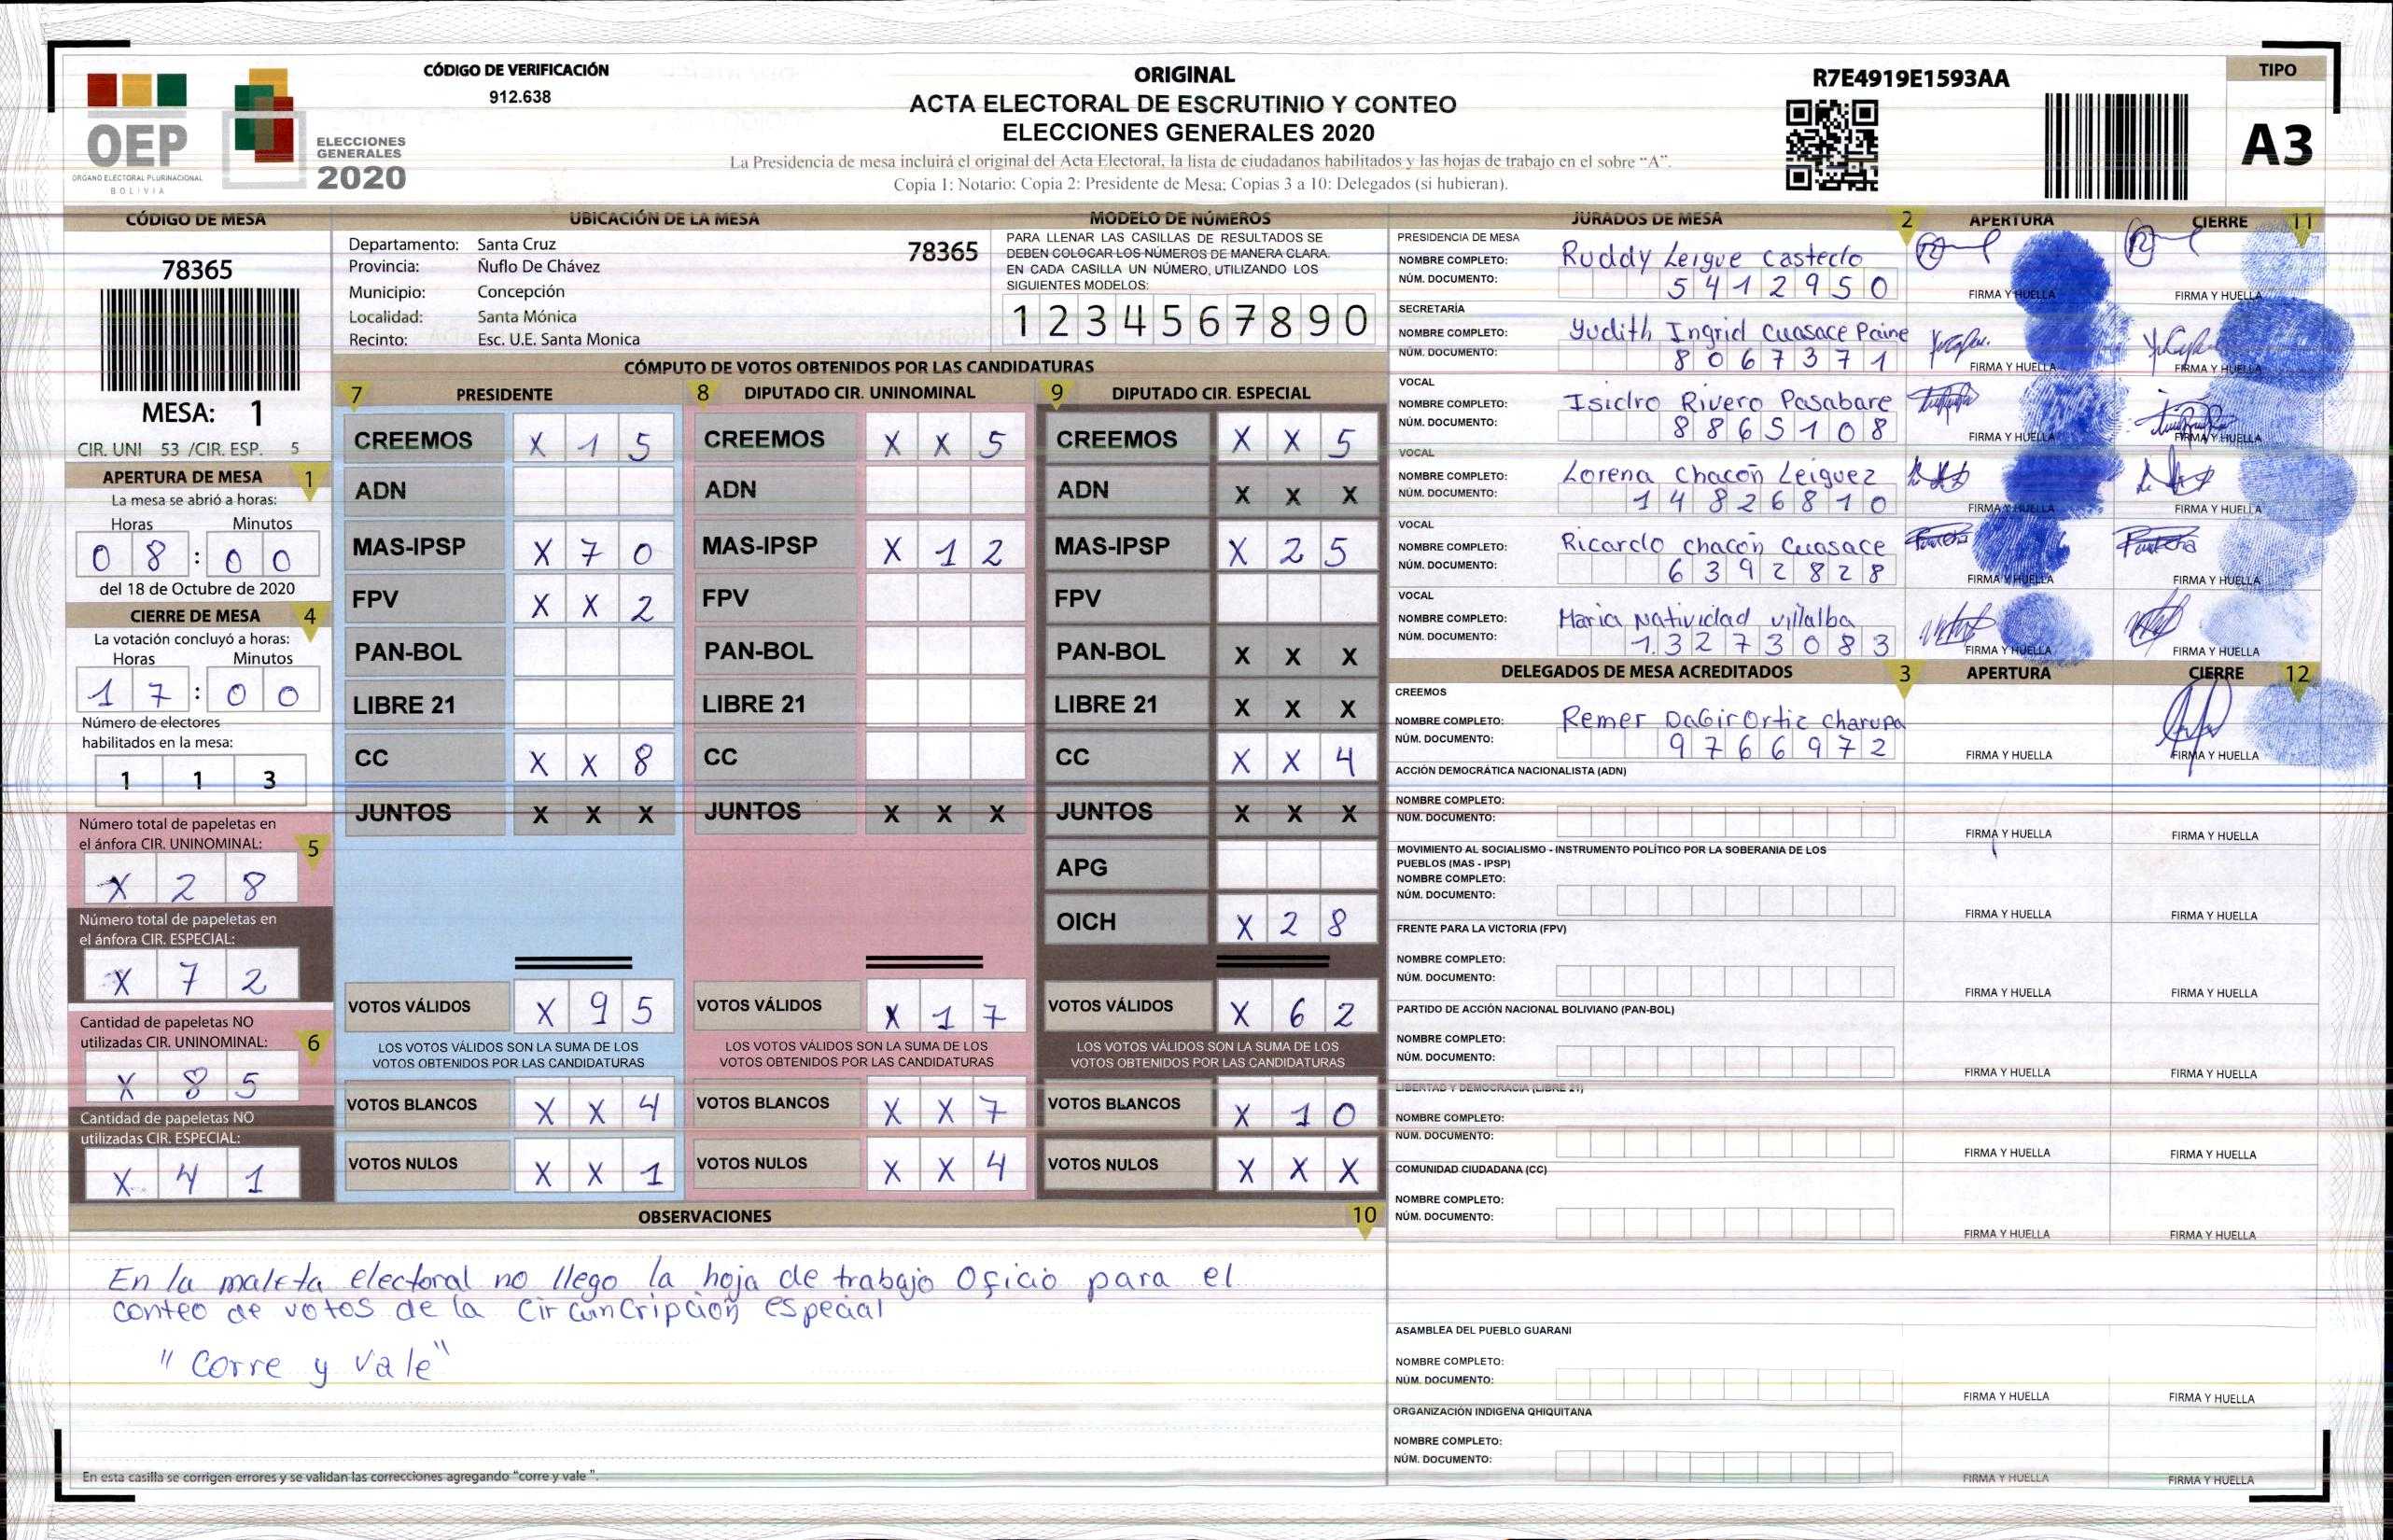 CÓDIGO DE VERIFICACIÓN
912.638
OEP
ÓRGANO ELECTORAL PLURINACIONAL
BOLIVIA
ELECCIONES
GENERALES
2020
ORIGINAL
ACTA ELECTORAL DE ESCRUTINIO Y CONTEO
ELECCIONES GENERALES 2020
La Presidencia de mesa incluirá el original del Acta Electoral, la lista de ciudadanos habilitados y las hojas de trabajo en el sobre “A”.
Copia 1: Notario; Copia 2: Presidente de Mesa; Copias 3 a 10: Delegados (si hubieran).
R7E4919E1593AA
TIPO
A3
CÓDIGO DE MESA
78365
MESA: 1
CIR. UNI 53 /CIR. ESP. 5
APERTURA DE MESA 1
La mesa se abrió a horas:
Horas Minutos
0 8 : 0 0
del 18 de Octubre de 2020
CIERRE DE MESA 4
La votación concluyó a horas:
Horas Minutos
1 7 : 0 0
Número de electores
habilitados en la mesa:
1 1 3
Número total de papeletas en
el ánfora CIR. UNINOMINAL: 5
X 2 8
Número total de papeletas en
el ánfora CIR. ESPECIAL:
X 7 2
Cantidad de papeletas NO
utilizadas CIR. UNINOMINAL: 6
X 8 5
Cantidad de papeletas NO
utilizadas CIR. ESPECIAL:
X 4 1
UBICACIÓN DE LA MESA
Departamento: Santa Cruz 78365
Provincia: Ñuflo De Chávez
Municipio: Concepción
Localidad: Santa Mónica
Recinto: Esc. U.E. Santa Monica
MODELO DE NÚMEROS
PARA LLENAR LAS CASILLAS DE RESULTADOS SE
DEBEN COLOCAR LOS NÚMEROS DE MANERA CLARA.
EN CADA CASILLA UN NÚMERO, UTILIZANDO LOS
SIGUIENTES MODELOS:
1 2 3 4 5 6 7 8 9 0
CÓMPUTO DE VOTOS OBTENIDOS POR LAS CANDIDATURAS
7 PRESIDENTE
CREEMOS X 1 5
ADN
MAS-IPSP X 7 0
FPV X X 2
PAN-BOL
LIBRE 21
CC X X 8
JUNTOS X X X
VOTOS VÁLIDOS X 9 5
LOS VOTOS VÁLIDOS SON LA SUMA DE LOS
VOTOS OBTENIDOS POR LAS CANDIDATURAS
VOTOS BLANCOS X X 4
VOTOS NULOS X X 1
8 DIPUTADO CIR. UNINOMINAL
CREEMOS X X 5
ADN
MAS-IPSP X 1 2
FPV
PAN-BOL
LIBRE 21
CC
JUNTOS X X X
VOTOS VÁLIDOS X 1 7
LOS VOTOS VÁLIDOS SON LA SUMA DE LOS
VOTOS OBTENIDOS POR LAS CANDIDATURAS
VOTOS BLANCOS X X 7
VOTOS NULOS X X 4
9 DIPUTADO CIR. ESPECIAL
CREEMOS X X 5
ADN X X X
MAS-IPSP X 2 5
FPV
PAN-BOL X X X
LIBRE 21 X X X
CC X X 4
JUNTOS X X X
APG
OICH X 2 8
VOTOS VÁLIDOS X 6 2
LOS VOTOS VÁLIDOS SON LA SUMA DE LOS
VOTOS OBTENIDOS POR LAS CANDIDATURAS
VOTOS BLANCOS X 1 0
VOTOS NULOS X X X
OBSERVACIONES 10
En la maleta electoral no llego la hoja de trabajo Oficio para el
conteo de votos de la Circuncripción especial
" Corre y vale"
En esta casilla se corrigen errores y se validan las correcciones agregando “corre y vale ”.
JURADOS DE MESA 2 APERTURA CIERRE 11
PRESIDENCIA DE MESA
NOMBRE COMPLETO: Ruddy Leigue Casteclo
NÚM. DOCUMENTO: 5 4 1 2 9 5 0 FIRMA Y HUELLA FIRMA Y HUELLA
SECRETARÍA
NOMBRE COMPLETO: Yudith Ingrid Cuasace Paine
NÚM. DOCUMENTO: 8 0 6 7 3 7 1 FIRMA Y HUELLA FIRMA Y HUELLA
VOCAL
NOMBRE COMPLETO: Isidro Rivero Pasabare
NÚM. DOCUMENTO: 8 8 6 5 1 0 8 FIRMA Y HUELLA FIRMA Y HUELLA
VOCAL
NOMBRE COMPLETO: Lorena Chacón Leiguez
NÚM. DOCUMENTO: 1 4 8 2 6 8 1 0 FIRMA Y HUELLA FIRMA Y HUELLA
VOCAL
NOMBRE COMPLETO: Ricardo chacón Cuasace
NÚM. DOCUMENTO: 6 3 9 2 8 2 8 FIRMA Y HUELLA FIRMA Y HUELLA
VOCAL
NOMBRE COMPLETO: Maria Natividad villalba
NÚM. DOCUMENTO: 1 3 2 7 3 0 8 3 FIRMA Y HUELLA FIRMA Y HUELLA
DELEGADOS DE MESA ACREDITADOS 3 APERTURA CIERRE 12
CREEMOS
NOMBRE COMPLETO: Remer Dagir Ortiz Charupa
NÚM. DOCUMENTO: 9 7 6 6 9 7 2 FIRMA Y HUELLA FIRMA Y HUELLA
ACCIÓN DEMOCRÁTICA NACIONALISTA (ADN)
NOMBRE COMPLETO:
NÚM. DOCUMENTO: FIRMA Y HUELLA FIRMA Y HUELLA
MOVIMIENTO AL SOCIALISMO - INSTRUMENTO POLÍTICO POR LA SOBERANIA DE LOS
PUEBLOS (MAS - IPSP)
NOMBRE COMPLETO:
NÚM. DOCUMENTO: FIRMA Y HUELLA FIRMA Y HUELLA
FRENTE PARA LA VICTORIA (FPV)
NOMBRE COMPLETO:
NÚM. DOCUMENTO: FIRMA Y HUELLA FIRMA Y HUELLA
PARTIDO DE ACCIÓN NACIONAL BOLIVIANO (PAN-BOL)
NOMBRE COMPLETO:
NÚM. DOCUMENTO: FIRMA Y HUELLA FIRMA Y HUELLA
LIBERTAD Y DEMOCRACIA (LIBRE 21)
NOMBRE COMPLETO:
NÚM. DOCUMENTO: FIRMA Y HUELLA FIRMA Y HUELLA
COMUNIDAD CIUDADANA (CC)
NOMBRE COMPLETO:
NÚM. DOCUMENTO: FIRMA Y HUELLA FIRMA Y HUELLA
ASAMBLEA DEL PUEBLO GUARANI
NOMBRE COMPLETO:
NÚM. DOCUMENTO: FIRMA Y HUELLA FIRMA Y HUELLA
ORGANIZACIÓN INDIGENA QHIQUITANA
NOMBRE COMPLETO:
NÚM. DOCUMENTO: FIRMA Y HUELLA FIRMA Y HUELLA